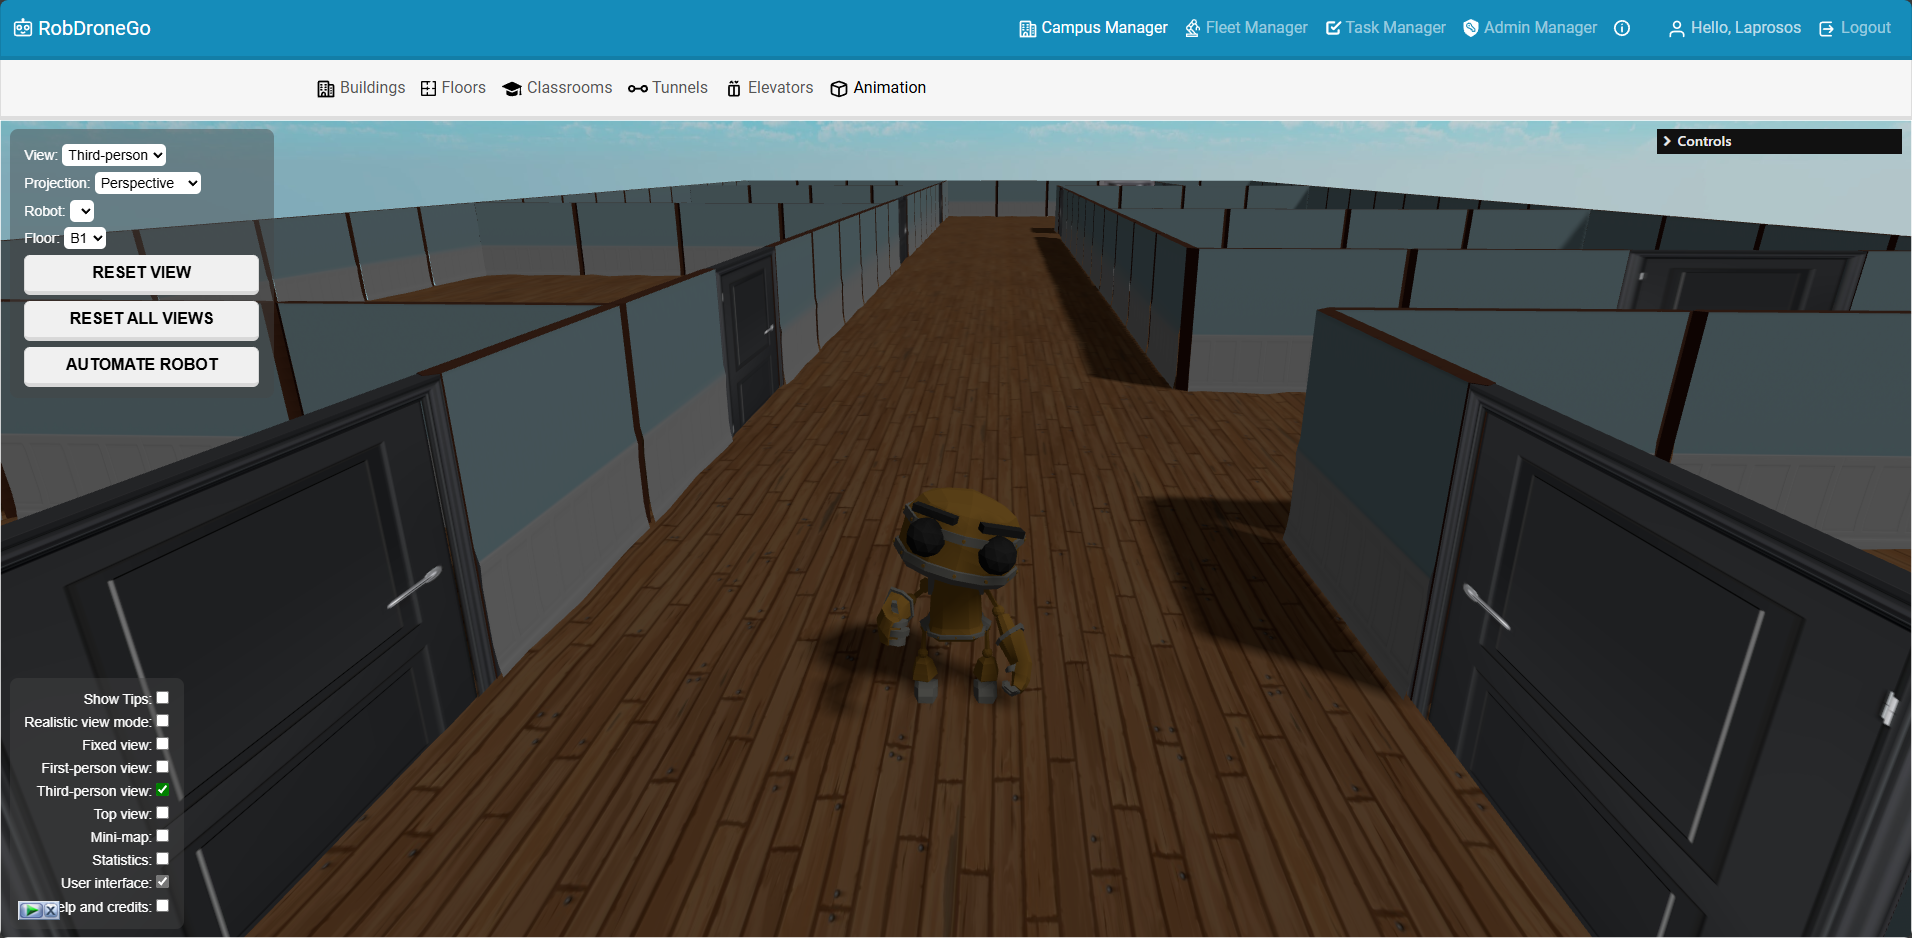 RobDroneGo
Campus Manager Fleet Manager Task Manager Admin Manager Hello, Laprosos Logout
Buildings Floors Classrooms Tunnels Elevators Animation
View: Third-person
Projection: Perspective
Robot:
Floor: B1
RESET VIEW
RESET ALL VIEWS
AUTOMATE ROBOT
Controls
Show Tips:
Realistic view mode:
Fixed view:
First-person view:
Third-person view:
Top view:
Mini-map:
Statistics:
User interface:
elp and credits: